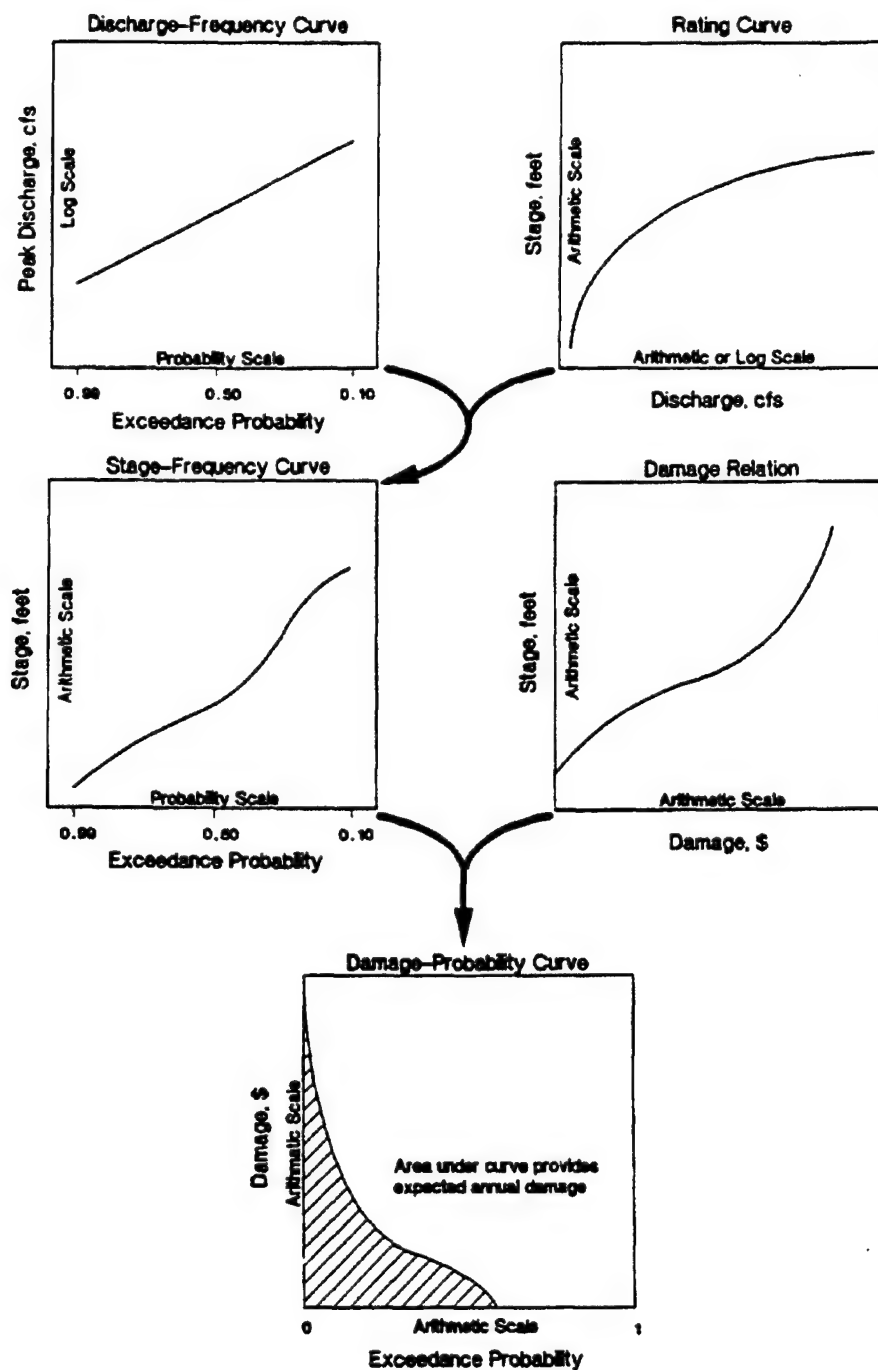 Discharge-Frequency Curve
Peak Discharge, cfs
Log Scale
Probability Scale
0.99
0.50
0.10
Exceedance Probability
Rating Curve
Stage, feet
Arithmetic Scale
Arithmetic or Log Scale
Discharge, cfs
Stage-Frequency Curve
Stage, feet
Arithmetic Scale
Probability Scale
0.99
0.50
0.10
Exceedance Probability
Damage Relation
Stage, feet
Arithmetic Scale
Arithmetic Scale
Damage, $
Damage-Probability Curve
Damage, $
Arithmatic Scale
Area under curve provides
expected annual damage
0
Arithmetic Scale
1
Exceedance Probability